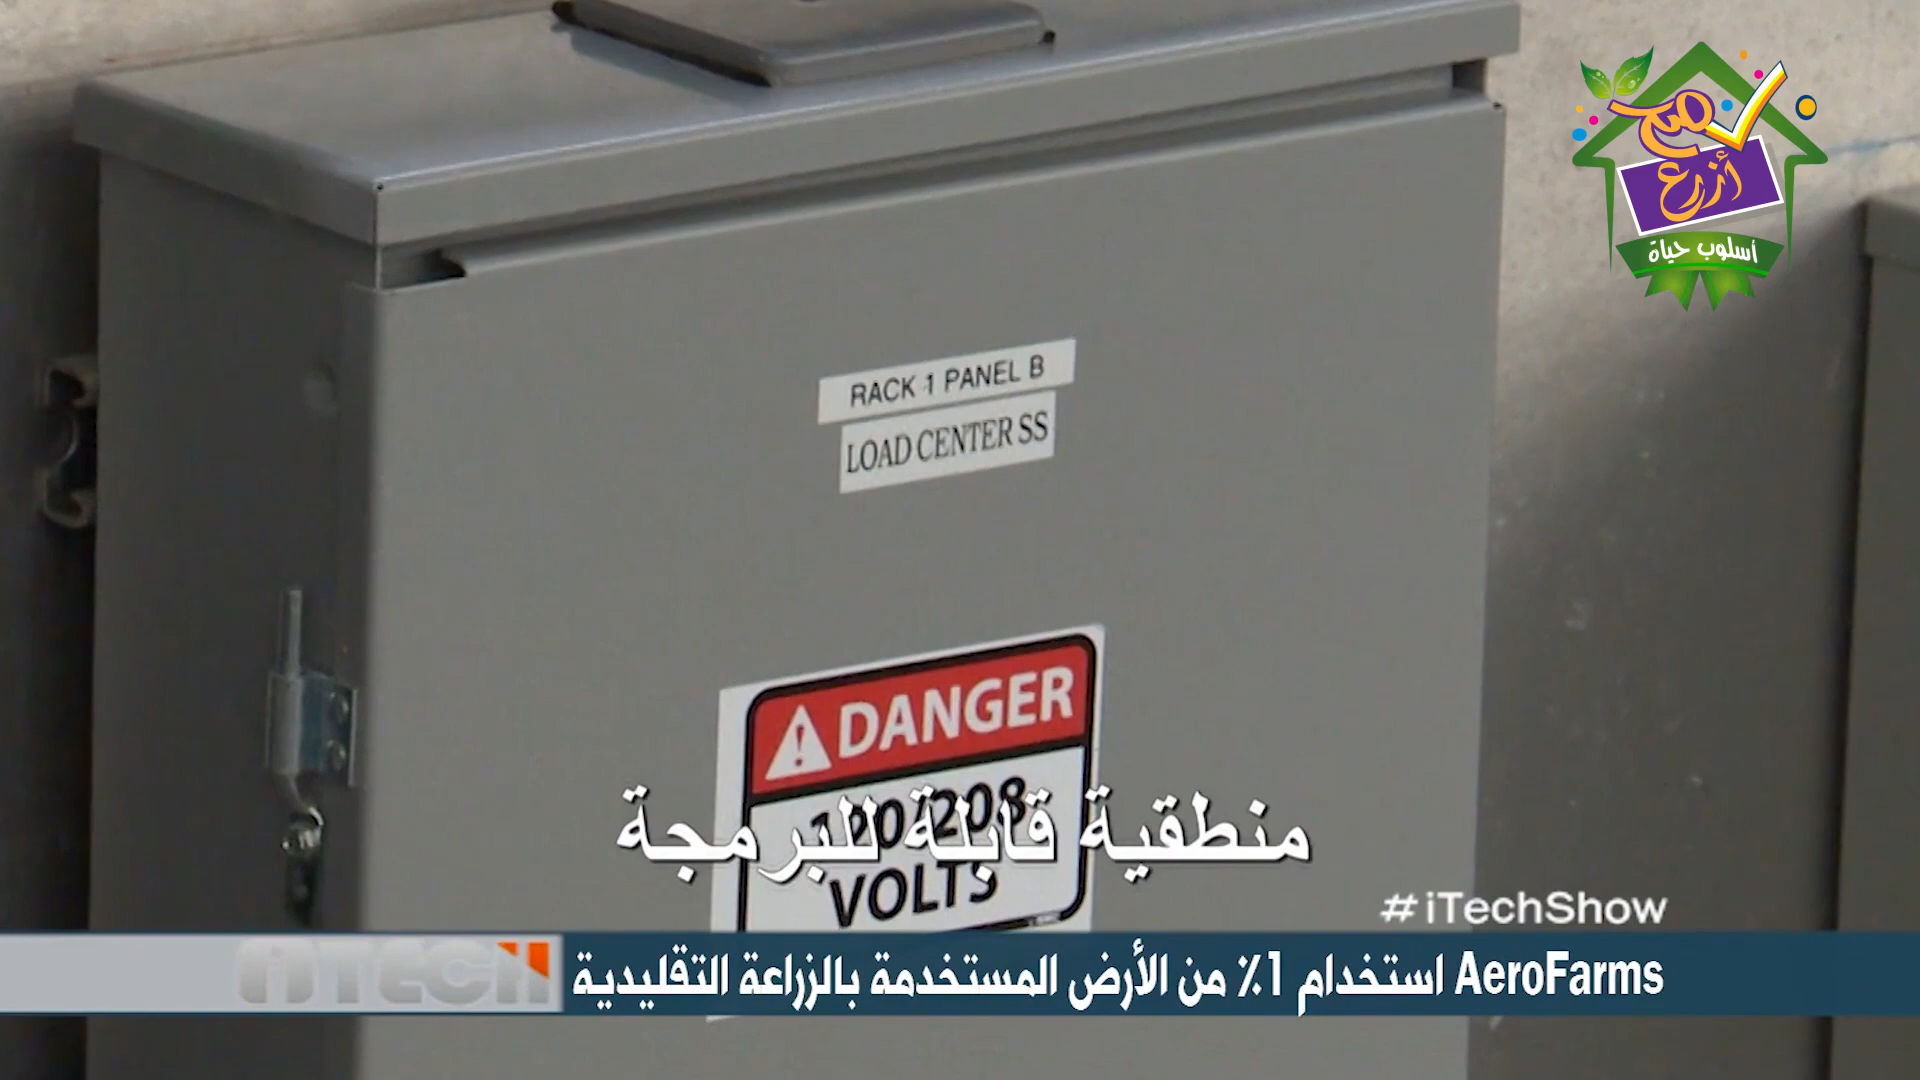 صح
أزرع
أسلوب حياة
RACK 1 PANEL B
LOAD CENTER SS
DANGER
120/208
VOLTS
منطقية قابلة للبرمجة
#iTechShow
iTECH
AeroFarms استخدام 1٪ من الأرض المستخدمة بالزراعة التقليدية